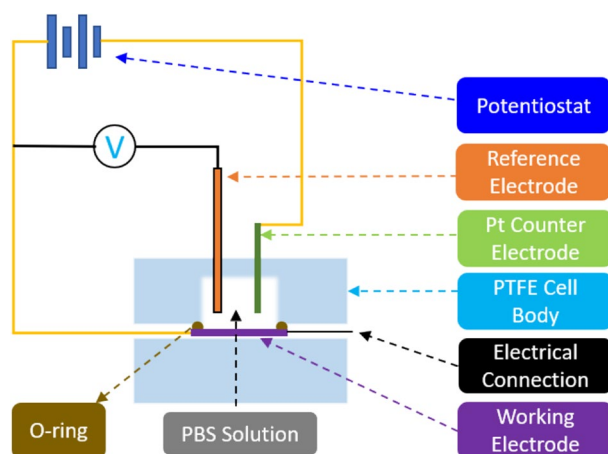 Potentiostat
V
Reference
Electrode
Pt Counter
Electrode
PTFE Cell
Body
Electrical
Connection
O-ring
PBS Solution
Working
Electrode